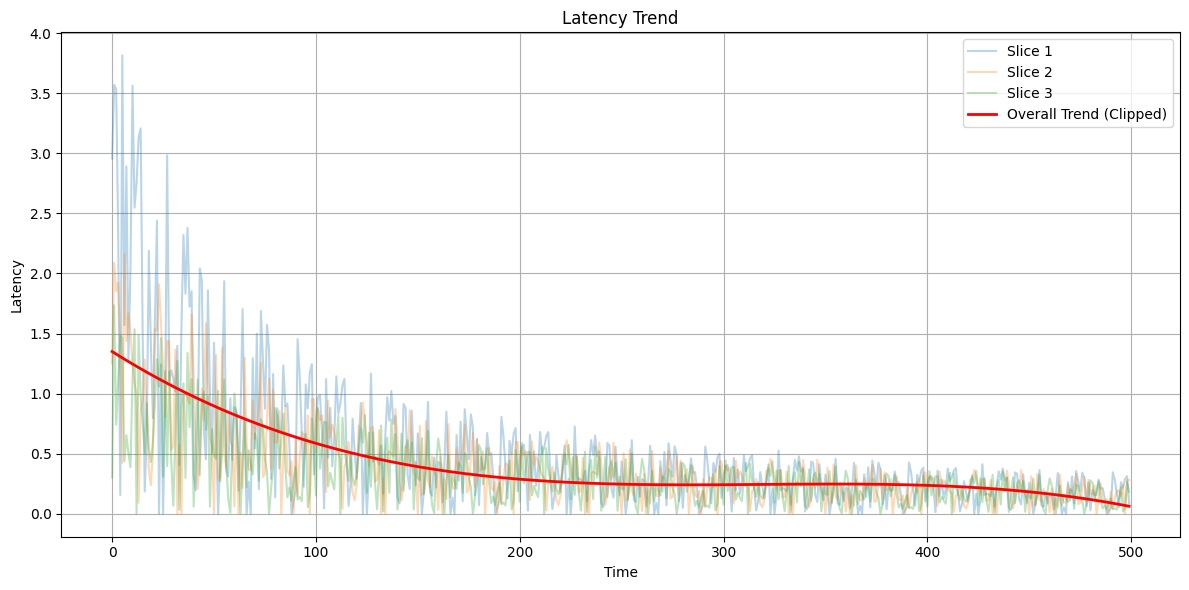 Latency Trend
Slice 1
Slice 2
Slice 3
Overall Trend (Clipped)
Latency
4.0
3.5
3.0
2.5
2.0
1.5
1.0
0.5
0.0
0
100
200
300
400
500
Time